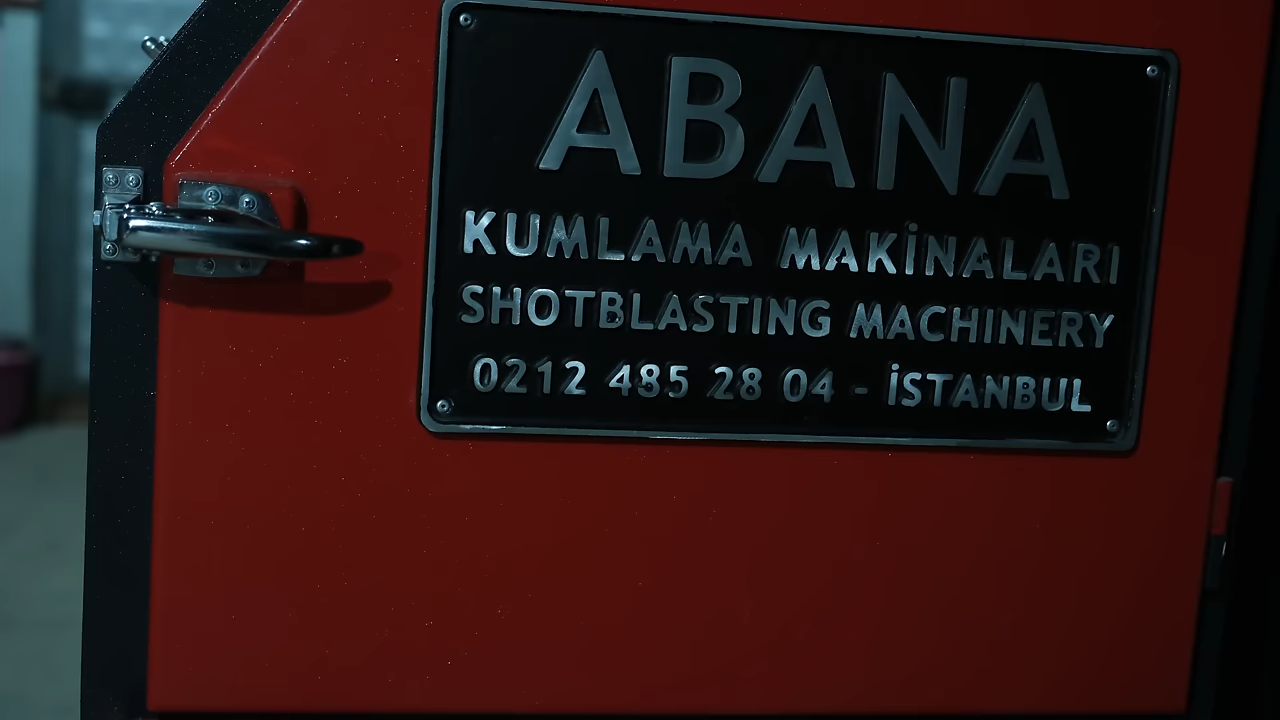 ABANA
KUMLAMA MAKİNALARI
SHOTBLASTING MACHINERY
0212 485 28 04 - İSTANBUL